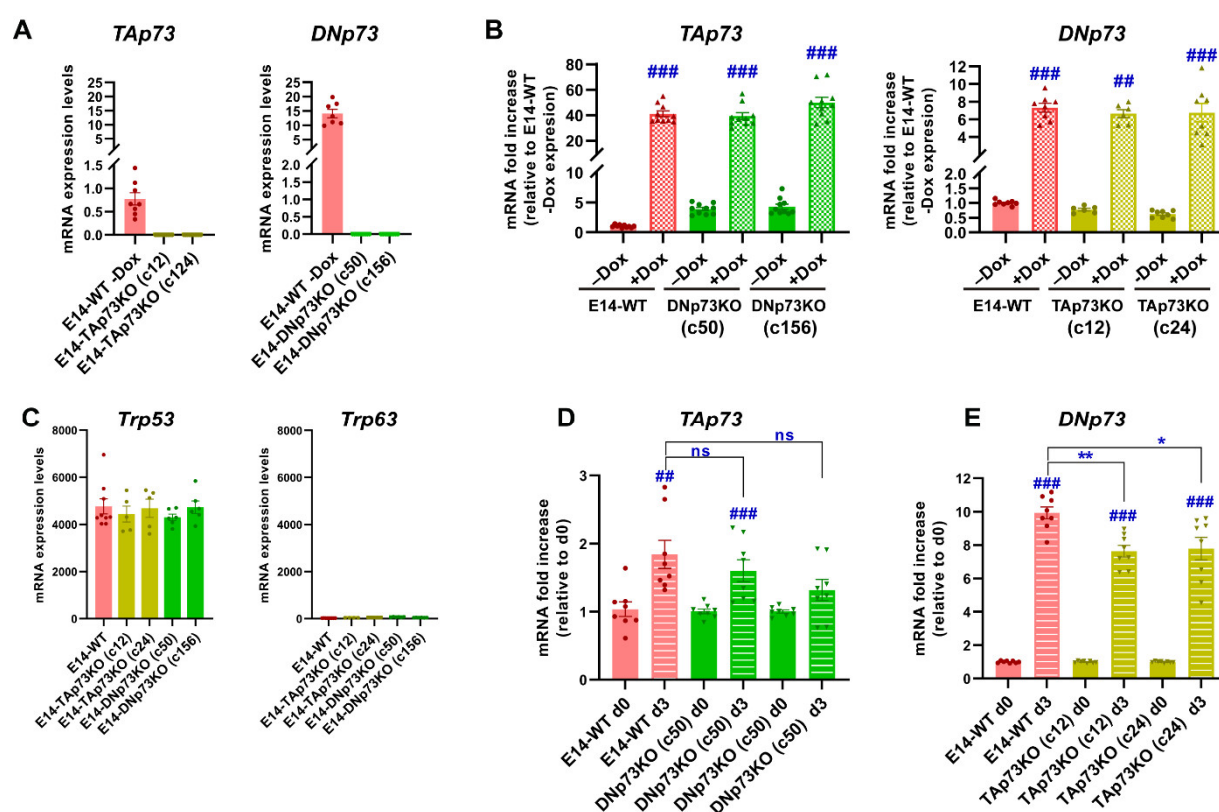 A
TAp73
DNp73
mRNA expression levels
25
20
15
10
5
1.5
1.0
0.5
0.0
E14-WT -Dox
E14-TAp73KO (c12)
E14-TAp73KO (c124)
25
20
15
10
5
2.0
1.5
1.0
0.5
0.0
mRNA expression levels
E14-WT -Dox
E14-DNp73KO (c50)
E14-DNp73KO (c156)
B
TAp73
DNp73
mRNA fold increase
(relative to E14-WT
-Dox expression)
80
60
40
20
5
0
###
###
###
–Dox
+Dox
–Dox
+Dox
–Dox
+Dox
E14-WT
DNp73KO
(c50)
DNp73KO
(c156)
mRNA fold increase
(relative to E14-WT
-Dox expresion)
12
10
8
6
4
2.0
1.5
1.0
0.5
0.0
###
##
###
–Dox
+Dox
–Dox
+Dox
-Dox
+Dox
E14-WT
TAp73KO
(c12)
TAp73KO
(c24)
C
Trp53
Trp63
mRNA expression levels
8000
6000
4000
2000
0
E14-WT
E14-TAp73KO (c12)
E14-TAp73KO (c24)
E14-DNp73KO (c50)
E14-DNp73KO (c156)
mRNA expression levels
8000
6000
4000
2000
0
E14-WT
E14-TAp73KO (c12)
E14-TAp73KO (c24)
E14-DNp73KO (c50)
E14-DNp73KO (c156)
D
TAp73
mRNA fold increase
(relative to d0)
3
2
1
0
ns
ns
##
###
E14-WT d0
E14-WT d3
DNp73KO (c50) d0
DNp73KO (c50) d3
DNp73KO (c50) d0
DNp73KO (c50) d3
E
DNp73
mRNA fold increase
(relative to d0)
12
10
8
6
4
2
0
*
**
###
###
###
E14-WT d0
E14-WT d3
TAp73KO (c12) d0
TAp73KO (c12) d3
TAp73KO (c24) d0
TAp73KO (c24) d3